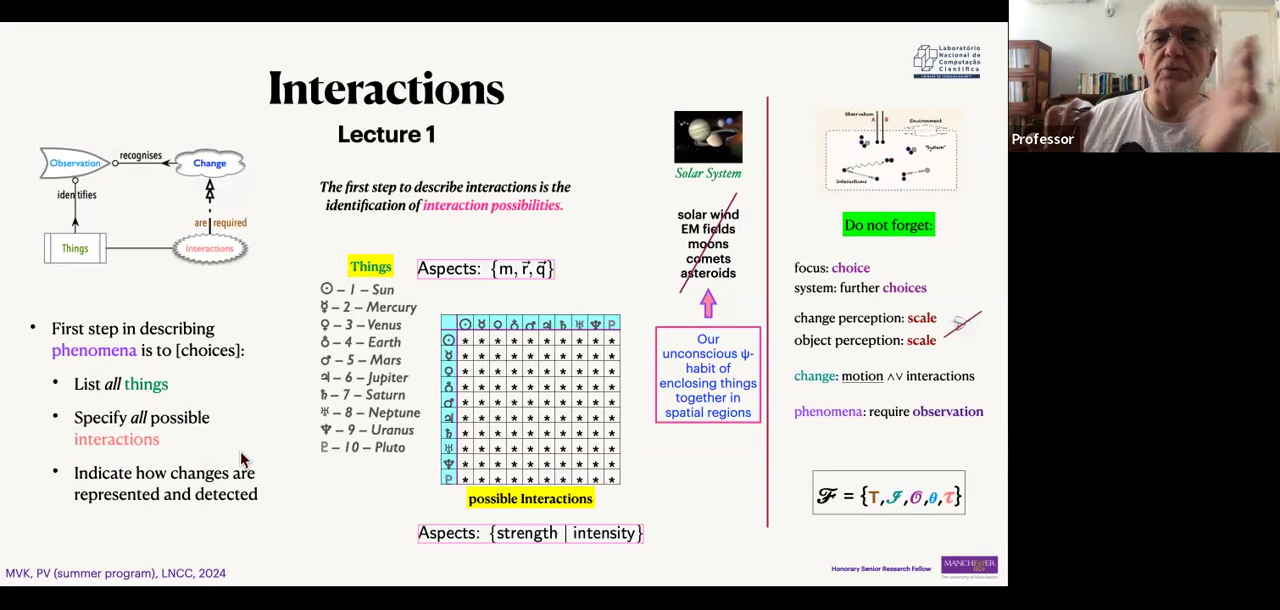 Interactions
Lecture 1
Laboratório
Nacional de
Computação
Científica
Observation
recognises
Change
identifies
are required
Things
Interactions
The first step to describe interactions is the
identification of interaction possibilities.
Things
Aspects: {m, r⃗, q⃗}
☉ – 1 – Sun
☿ – 2 – Mercury
♀ – 3 – Venus
♁ – 4 – Earth
♂ – 5 – Mars
♃ – 6 – Jupiter
♄ – 7 – Saturn
♅ – 8 – Neptune
♆ – 9 – Uranus
♇ – 10 – Pluto
☉ ☿ ♀ ♁ ♂ ♃ ♄ ♅ ♆ ♇
☉ * * * * * * * * * *
☿ * * * * * * * * * *
♀ * * * * * * * * * *
♁ * * * * * * * * * *
♂ * * * * * * * * * *
♃ * * * * * * * * * *
♄ * * * * * * * * * *
♅ * * * * * * * * * *
♆ * * * * * * * * * *
♇ * * * * * * * * * *
possible Interactions
Aspects: {strength | intensity}
• First step in describing
phenomena is to [choices]:
• List all things
• Specify all possible
interactions
• Indicate how changes are
represented and detected
Solar System
solar wind
EM fields
moons
comets
asteroids
Our
unconscious ψ-
habit of
enclosing things
together in
spatial regions
Observation
A B
Environment
"System"
Interactions
Do not forget:
focus: choice
system: further choices
change perception: scale
object perception: scale
change: motion ∧∨ interactions
phenomena: require observation
ℱ = {T, ℐ, 𝒪, θ, τ}
MVK, PV (summer program), LNCC, 2024
Honorary Senior Research Fellow
MANCHESTER
1824
The University of Manchester
Professor